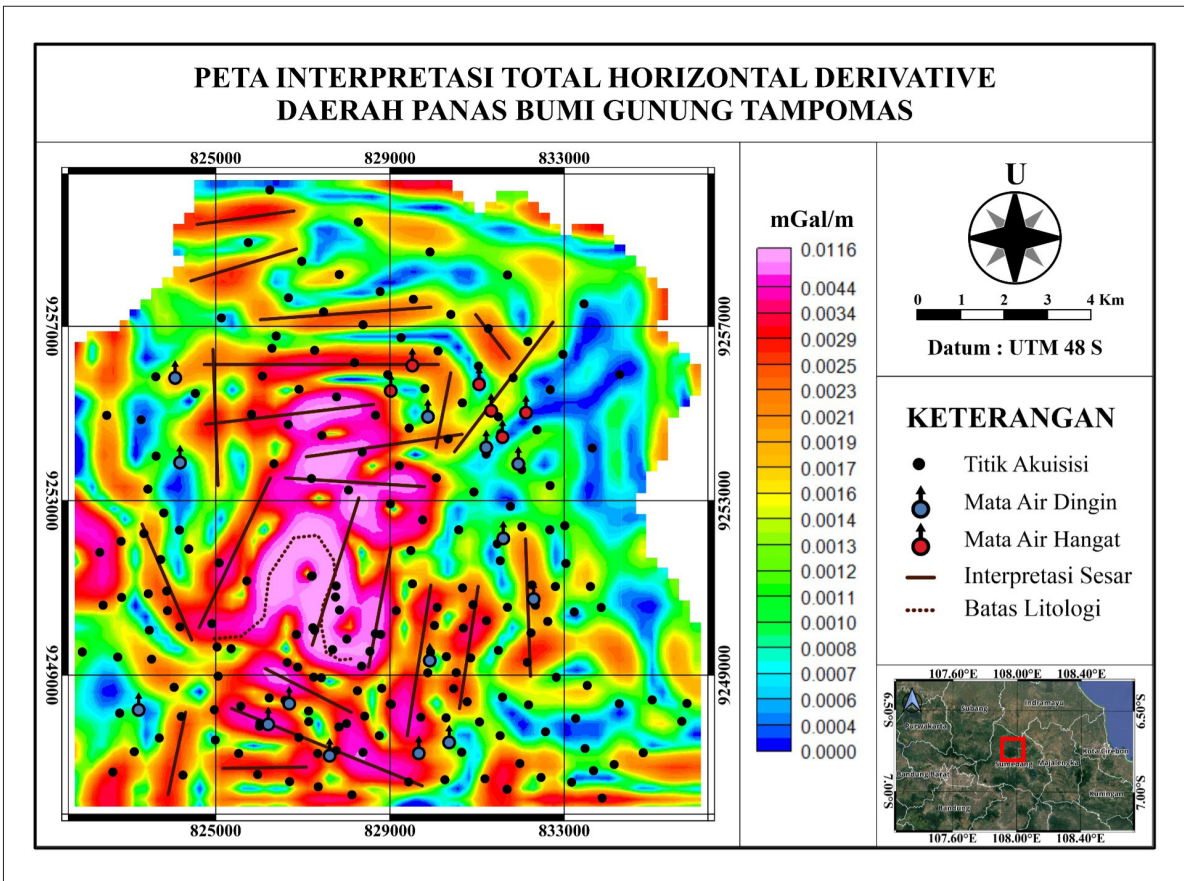 PETA INTERPRETASI TOTAL HORIZONTAL DERIVATIVE
DAERAH PANAS BUMI GUNUNG TAMPOMAS
825000 829000 833000
9257000 9257000
9253000 9253000
9249000 9249000
825000 829000 833000
mGal/m
0.0116
0.0044
0.0034
0.0029
0.0025
0.0023
0.0021
0.0019
0.0017
0.0016
0.0014
0.0013
0.0012
0.0011
0.0010
0.0008
0.0007
0.0006
0.0004
0.0000
U
0 1 2 3 4 Km
Datum : UTM 48 S
KETERANGAN
Titik Akuisisi
Mata Air Dingin
Mata Air Hangat
Interpretasi Sesar
Batas Litologi
107.60°E 108.00°E 108.40°E
6.50°S 6.50°S
Subang Indramayu
Purwakarta
Kota Cirebon
Sumedang Majalengka
Bandung Barat
7.00°S 7.00°S
Kuningan
Bandung
107.60°E 108.00°E 108.40°E